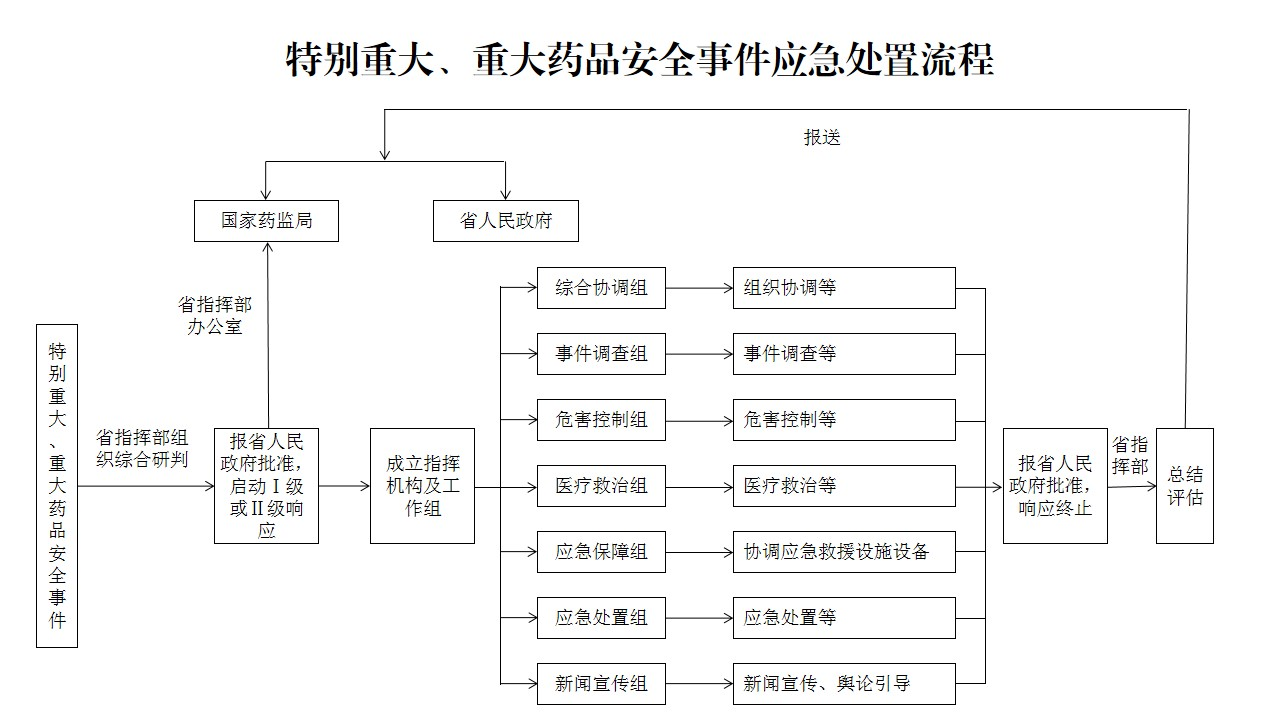 特别重大、重大药品安全事件应急处置流程
报送
国家药监局
省人民政府
省指挥部
办公室
特别重大、重大药品安全事件
省指挥部组
织综合研判
报省人民
政府批准，
启动Ⅰ级
或Ⅱ级响
应
成立指挥
机构及工
作组
综合协调组
组织协调等
事件调查组
事件调查等
危害控制组
危害控制等
医疗救治组
医疗救治等
应急保障组
协调应急救援设施设备
应急处置组
应急处置等
新闻宣传组
新闻宣传、舆论引导
报省人民
政府批准，
响应终止
省指
挥部
总结
评估